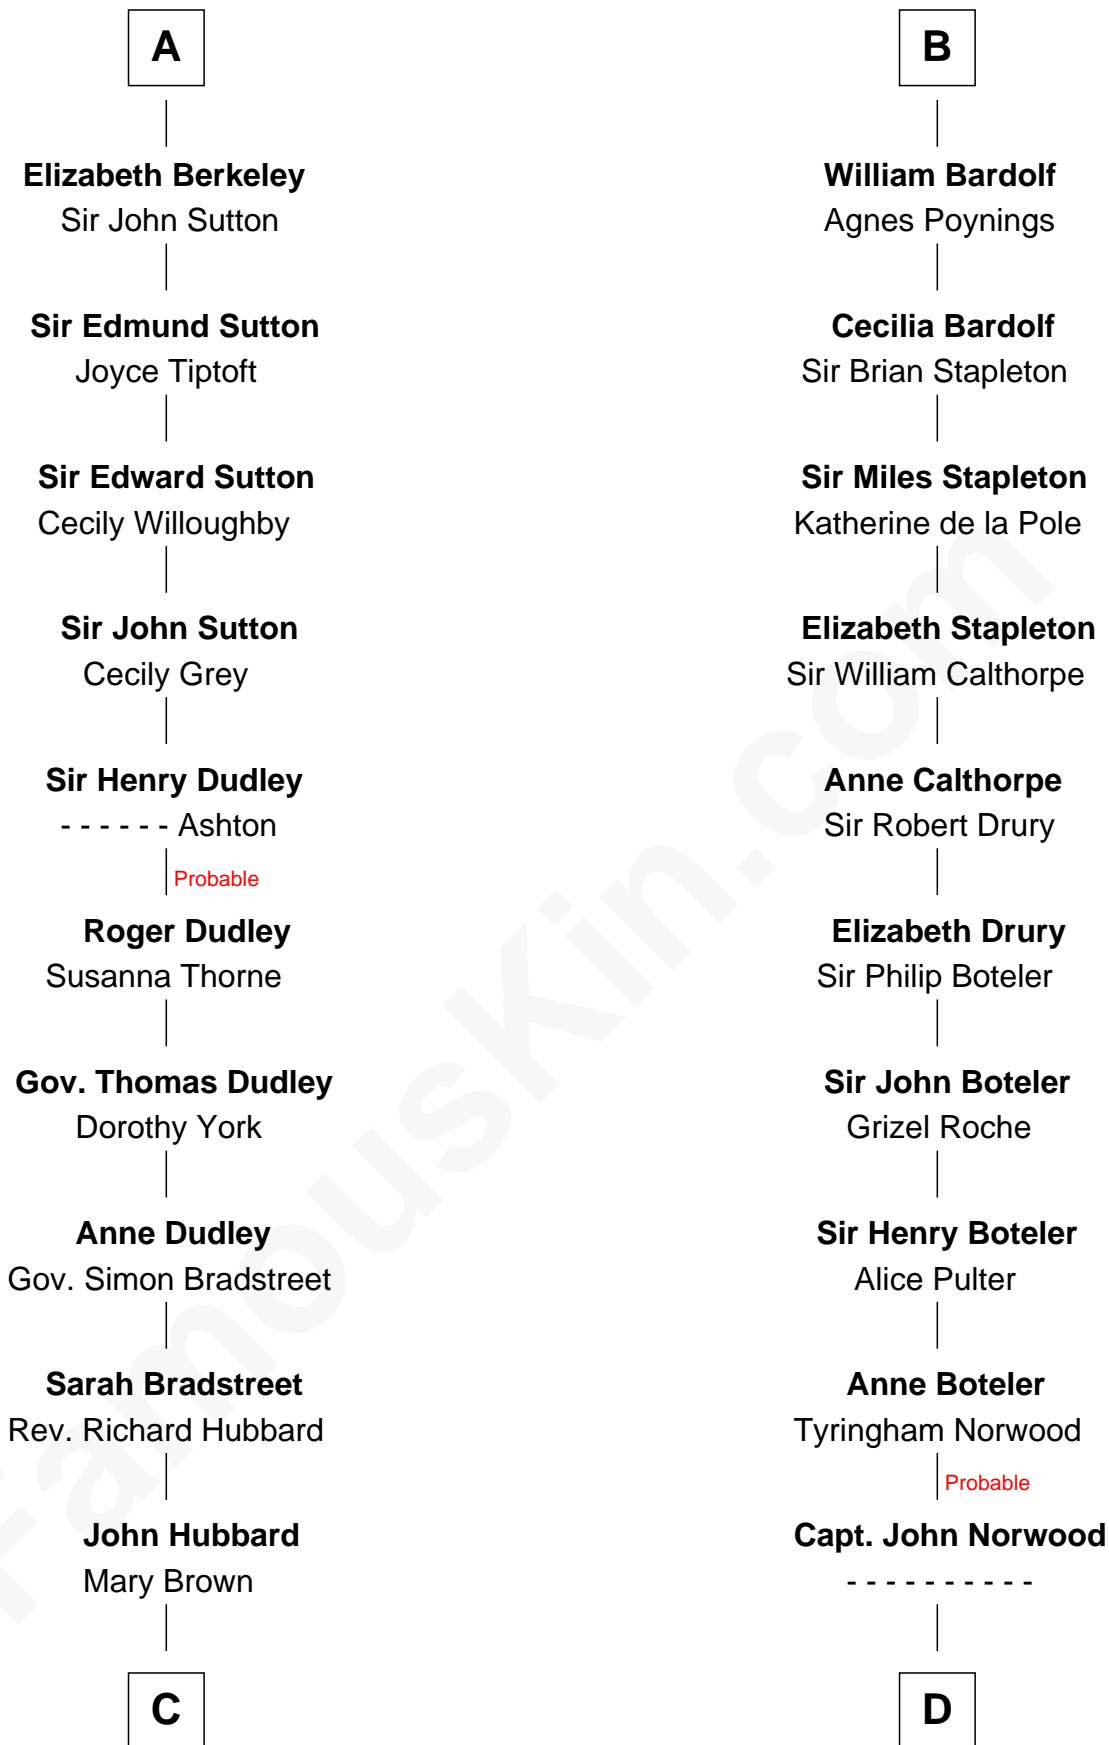 A
Elizabeth Berkeley
Sir John Sutton
Sir Edmund Sutton
Joyce Tiptoft
Sir Edward Sutton
Cecily Willoughby
Sir John Sutton
Cecily Grey
Sir Henry Dudley
- - - - - - Ashton
Probable
Roger Dudley
Susanna Thorne
Gov. Thomas Dudley
Dorothy York
Anne Dudley
Gov. Simon Bradstreet
Sarah Bradstreet
Rev. Richard Hubbard
John Hubbard
Mary Brown
C
B
William Bardolf
Agnes Poynings
Cecilia Bardolf
Sir Brian Stapleton
Sir Miles Stapleton
Katherine de la Pole
Elizabeth Stapleton
Sir William Calthorpe
Anne Calthorpe
Sir Robert Drury
Elizabeth Drury
Sir Philip Boteler
Sir John Boteler
Grizel Roche
Sir Henry Boteler
Alice Pulter
Anne Boteler
Tyringham Norwood
Probable
Capt. John Norwood
- - - - - - - - - -
D
FamousKin.com